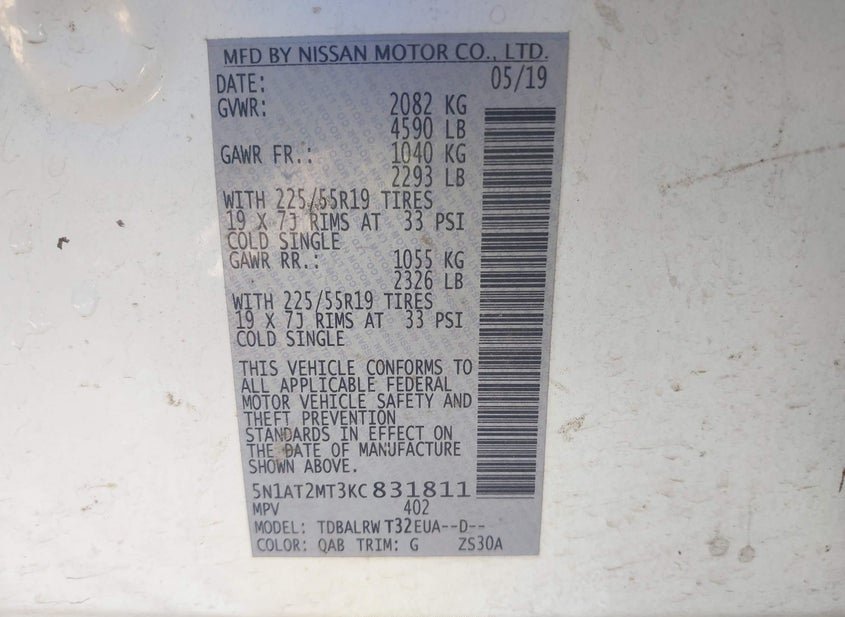 MFD BY NISSAN MOTOR CO., LTD.
DATE: 05/19
GVWR: 2082 KG
4590 LB
GAWR FR.: 1040 KG
2293 LB
WITH 225/55R19 TIRES
19 X 7J RIMS AT 33 PSI
COLD SINGLE
GAWR RR.: 1055 KG
2326 LB
WITH 225/55R19 TIRES
19 X 7J RIMS AT 33 PSI
COLD SINGLE
THIS VEHICLE CONFORMS TO
ALL APPLICABLE FEDERAL
MOTOR VEHICLE SAFETY AND
THEFT PREVENTION
STANDARDS IN EFFECT ON
THE DATE OF MANUFACTURE
SHOWN ABOVE.
5N1AT2MT3KC831811
MPV 402
MODEL: TDBALRW T32EUA--D--
COLOR: QAB TRIM: G ZS30A